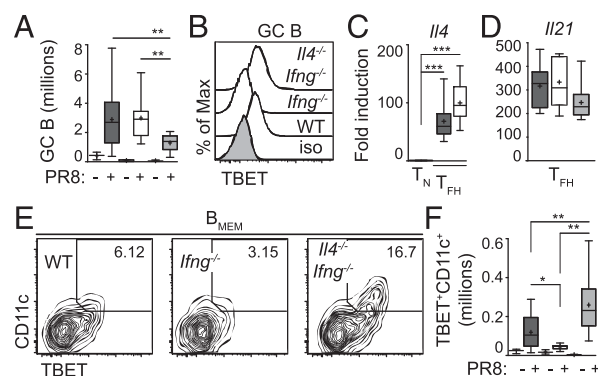 A
GC B (millions)
8
6
4
2
0
**
**
PR8: - + - + - +
B
GC B
% of Max
Il4-/-
Ifng-/-
Ifng-/-
WT
iso
TBET
C
Il4
Fold induction
200
100
0
***
***
TN TFH
D
Il21
500
400
300
200
100
0
TFH
E
BMEM
CD11c
WT
6.12
Ifng-/-
3.15
Il4-/-
Ifng-/-
16.7
TBET
F
TBET+CD11c+
(millions)
0.6
0.4
0.2
0
**
**
*
PR8: - + - + - +